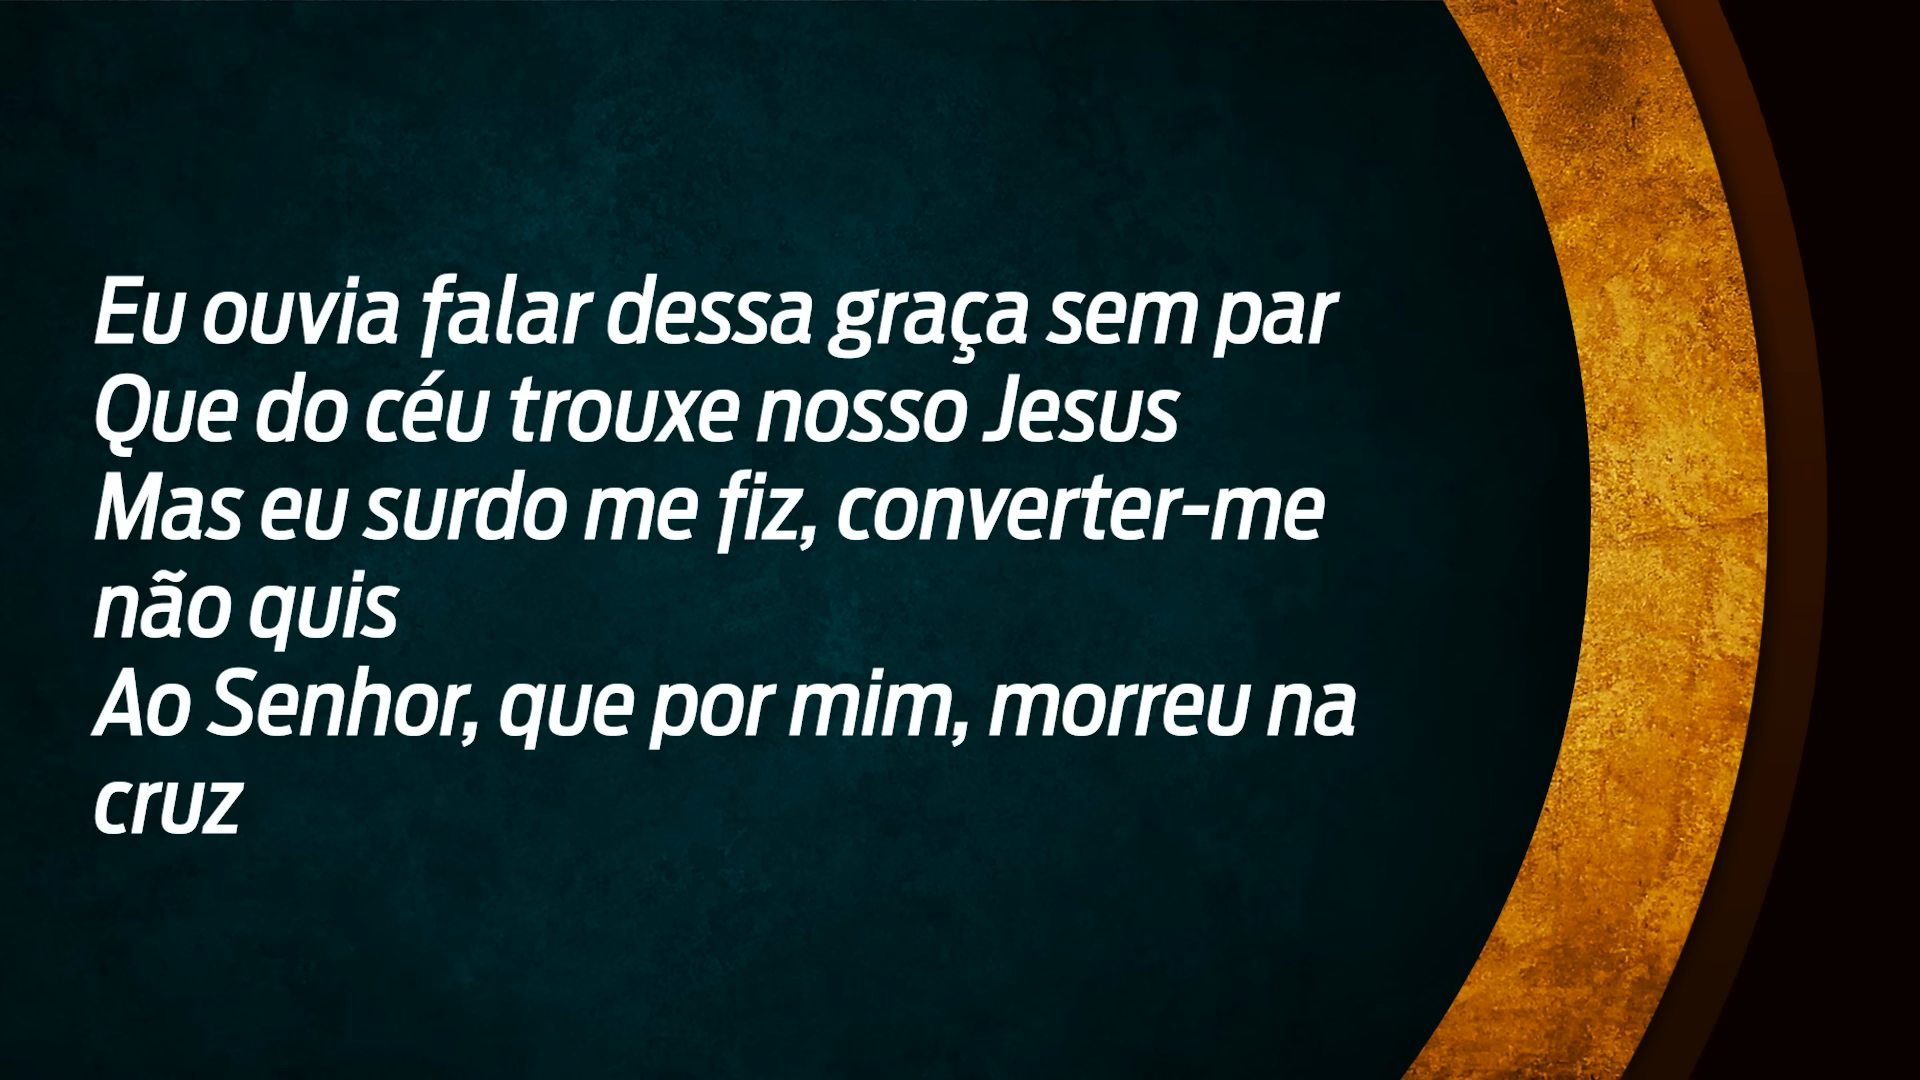 Eu ouvia falar dessa graça sem par
Que do céu trouxe nosso Jesus
Mas eu surdo me fiz, converter-me
não quis
Ao Senhor, que por mim, morreu na
cruz